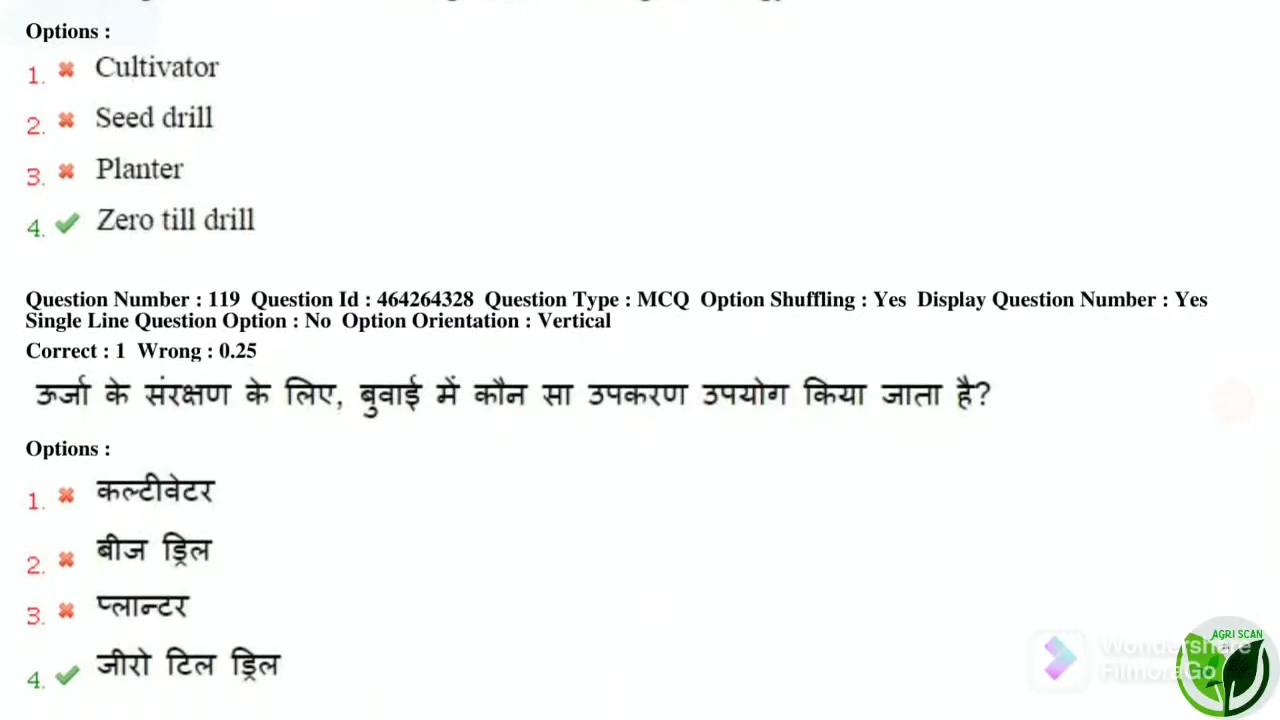 Options :
1. Cultivator
2. Seed drill
3. Planter
4. Zero till drill
Question Number : 119 Question Id : 464264328 Question Type : MCQ Option Shuffling : Yes Display Question Number : Yes
Single Line Question Option : No Option Orientation : Vertical
Correct : 1 Wrong : 0.25
ऊर्जा के संरक्षण के लिए, बुवाई में कौन सा उपकरण उपयोग किया जाता है?
Options :
1. कल्टीवेटर
2. बीज ड्रिल
3. प्लान्टर
4. जीरो टिल ड्रिल
AGRI SCAN
Wondershare
FilmoraGo